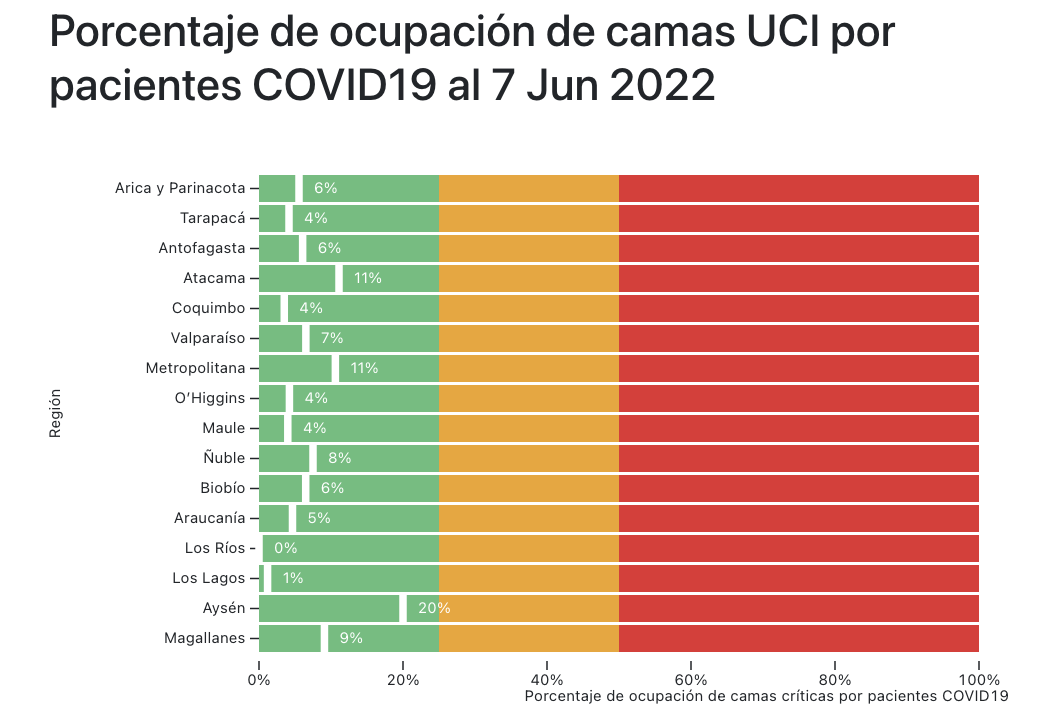 Porcentaje de ocupación de camas UCI por
pacientes COVID19 al 7 Jun 2022
Arica y Parinacota 6%
Tarapacá 4%
Antofagasta 6%
Atacama 11%
Coquimbo 4%
Valparaíso 7%
Metropolitana 11%
O’Higgins 4%
Maule 4%
Ñuble 8%
Biobío 6%
Araucanía 5%
Los Ríos 0%
Los Lagos 1%
Aysén 20%
Magallanes 9%
Región
0% 20% 40% 60% 80% 100%
Porcentaje de ocupación de camas críticas por pacientes COVID19